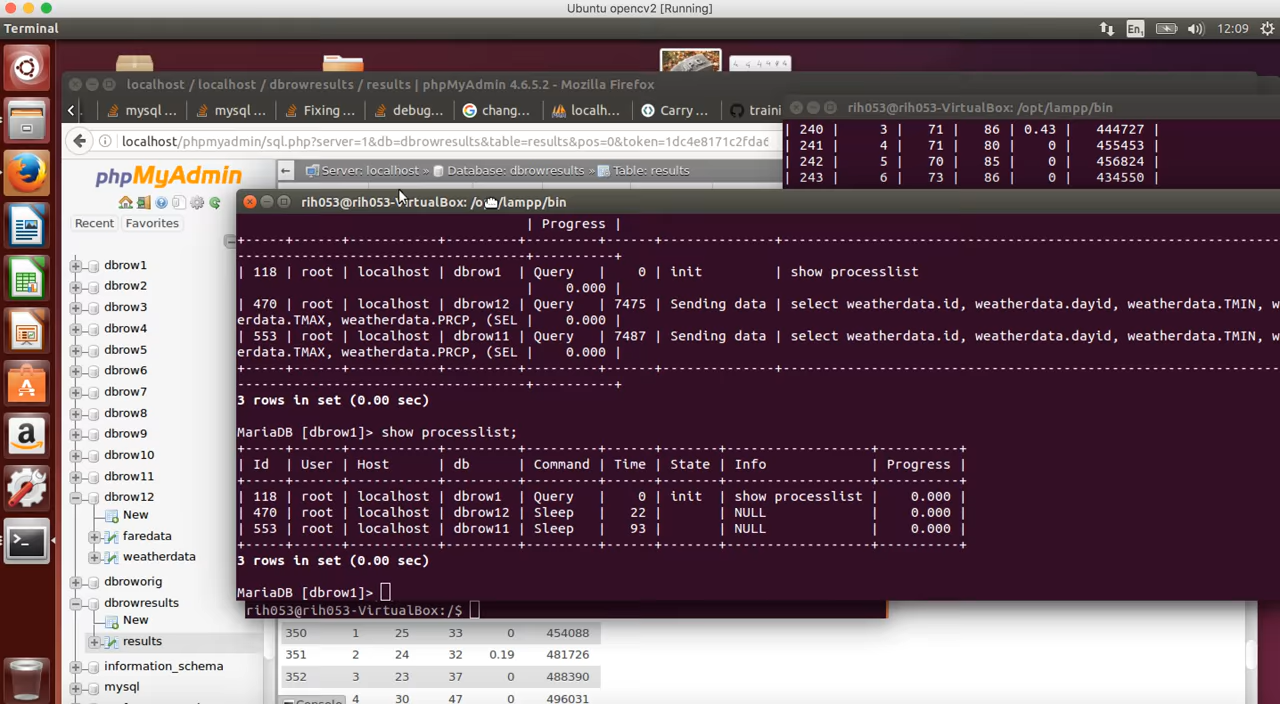 Ubuntu opencv2 [Running]
Terminal
En
12:09
localhost / localhost / dbrowresults / results | phpMyAdmin 4.6.5.2 - Mozilla Firefox
mysql ... mysql ... Fixing ... debug... chang... localh... Carry ... traini
rih053@rih053-VirtualBox: /opt/lampp/bin
localhost/phpmyadmin/sql.php?server=1&db=dbrowresults&table=results&pos=0&token=1dc4e8171c2fda6
| 240 | 3 | 71 | 86 | 0.43 | 444727 |
| 241 | 4 | 71 | 80 | 0 | 455453 |
| 242 | 5 | 70 | 85 | 0 | 456824 |
| 243 | 6 | 73 | 86 | 0 | 434550 |
phpMyAdmin
Server: localhost » Database: dbrowresults » Table: results
Recent Favorites
dbrow1
dbrow2
dbrow3
dbrow4
dbrow5
dbrow6
dbrow7
dbrow8
dbrow9
dbrow10
dbrow11
dbrow12
New
faredata
weatherdata
dbroworig
dbrowresults
New
results
information_schema
mysql
rih053@rih053-VirtualBox: /opt/lampp/bin
| Progress |
+-----+------+-----------+---------+---------+------+--------------+
| 118 | root | localhost | dbrow1 | Query | 0 | init | show processlist
| 0.000 |
| 470 | root | localhost | dbrow12 | Query | 7475 | Sending data | select weatherdata.id, weatherdata.dayid, weatherdata.TMIN, w
erdata.TMAX, weatherdata.PRCP, (SEL | 0.000 |
| 553 | root | localhost | dbrow11 | Query | 7487 | Sending data | select weatherdata.id, weatherdata.dayid, weatherdata.TMIN, w
erdata.TMAX, weatherdata.PRCP, (SEL | 0.000 |
3 rows in set (0.00 sec)
MariaDB [dbrow1]> show processlist;
| Id | User | Host | db | Command | Time | State | Info | Progress |
| 118 | root | localhost | dbrow1 | Query | 0 | init | show processlist | 0.000 |
| 470 | root | localhost | dbrow12 | Sleep | 22 | | NULL | 0.000 |
| 553 | root | localhost | dbrow11 | Sleep | 93 | | NULL | 0.000 |
3 rows in set (0.00 sec)
MariaDB [dbrow1]>
rih053@rih053-VirtualBox:/$
350 1 25 33 0 454088
351 2 24 32 0.19 481726
352 3 23 37 0 488390
4 30 47 0 496031
Console